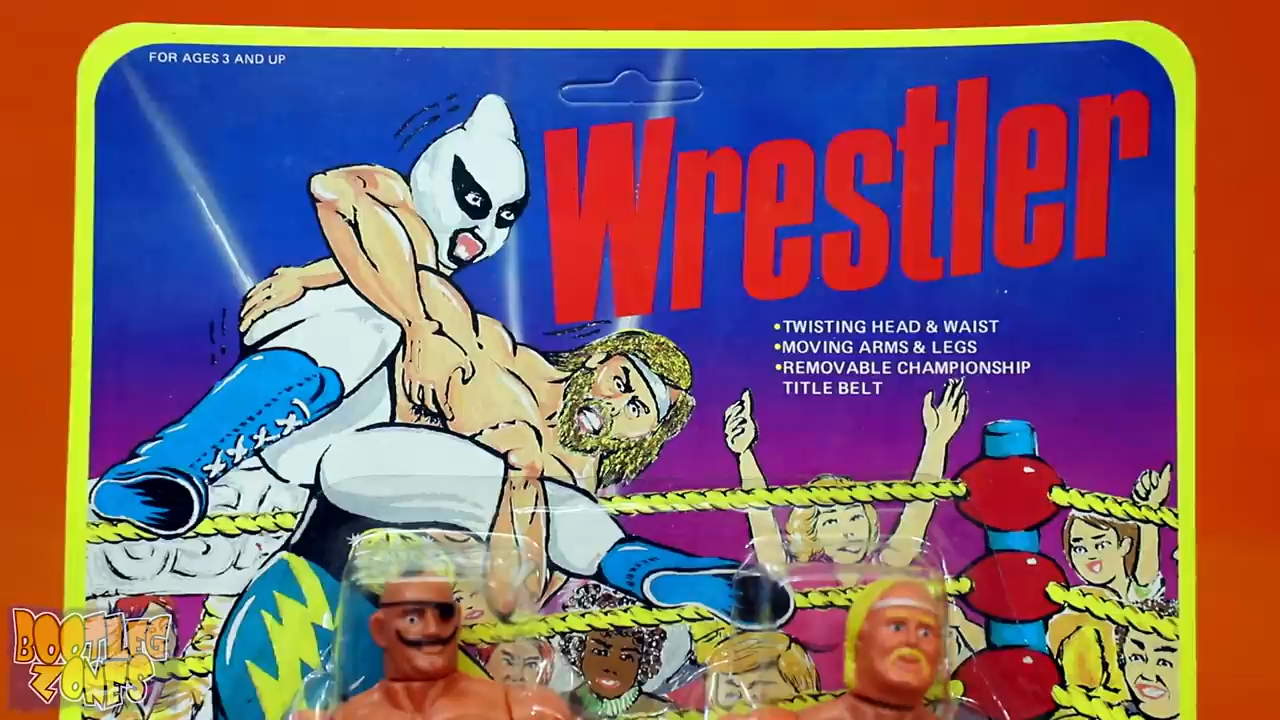 FOR AGES 3 AND UP
Wrestler
•TWISTING HEAD & WAIST
•MOVING ARMS & LEGS
•REMOVABLE CHAMPIONSHIP
TITLE BELT
BOOTLEG
ZONES